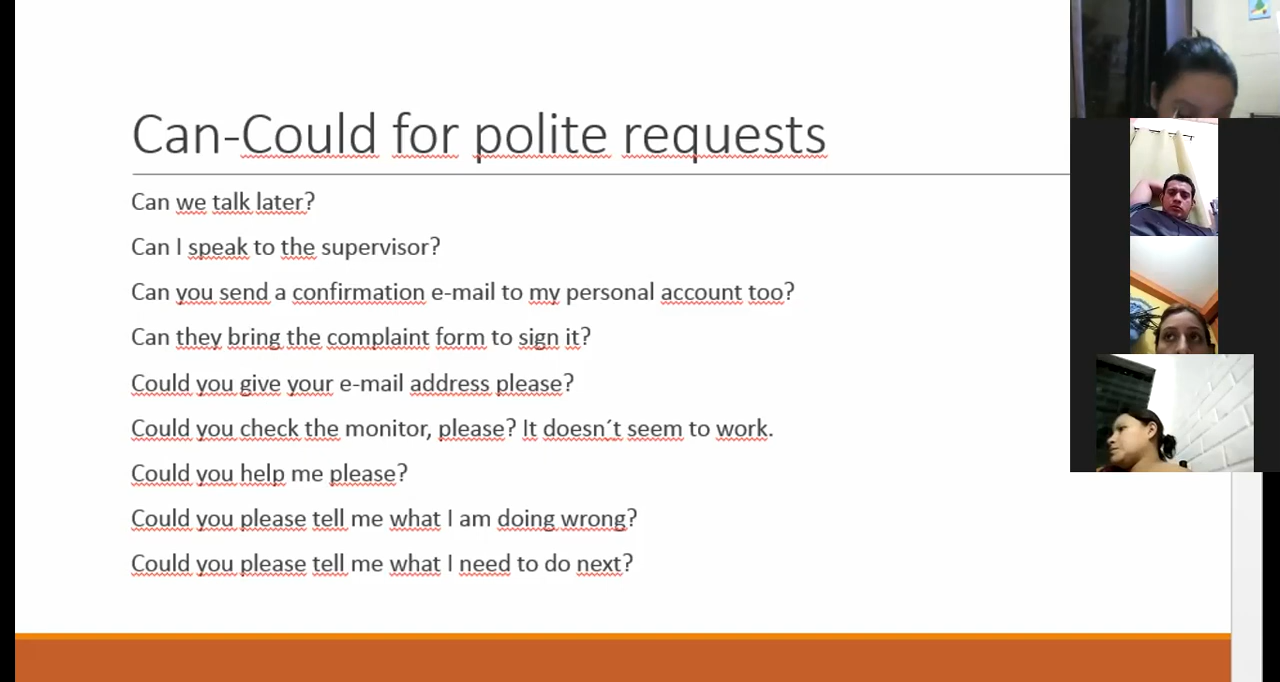 Can-Could for polite requests
Can we talk later?
Can I speak to the supervisor?
Can you send a confirmation e-mail to my personal account too?
Can they bring the complaint form to sign it?
Could you give your e-mail address please?
Could you check the monitor, please? It doesn´t seem to work.
Could you help me please?
Could you please tell me what I am doing wrong?
Could you please tell me what I need to do next?